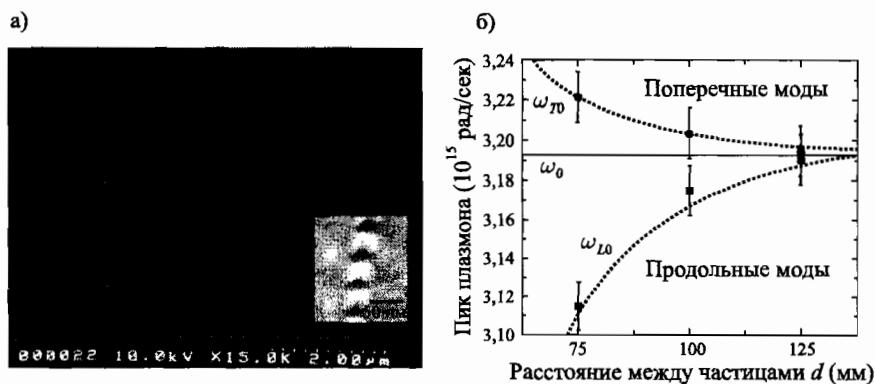 а)
б)
000022 10.0kV X15.0K 2.00µm
Пик плазмона (10¹⁵ рад/сек)
3,24
3,22
3,20
3,18
3,16
3,14
3,12
3,10
Поперечные моды
ω_T0
ω_0
ω_L0
Продольные моды
75
100
125
Расстояние между частицами d (мм)